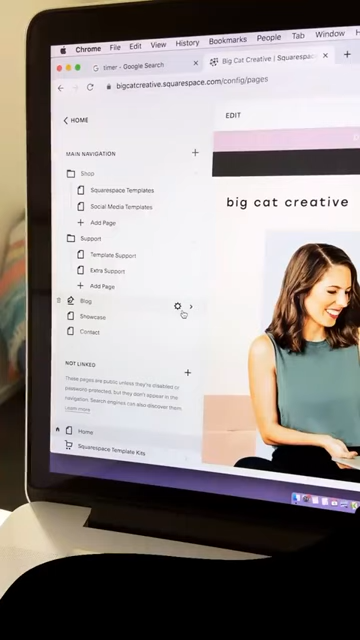 Chrome File Edit View History Bookmarks People Tab Window
timer - Google Search
Big Cat Creative | Squarespace
bigcatcreative.squarespace.com/config/pages
HOME
EDIT
MAIN NAVIGATION
Shop
Squarespace Templates
Social Media Templates
Add Page
Support
Template Support
Extra Support
Add Page
Blog
Showcase
Contact
big cat creative
NOT LINKED
These pages are public unless they're disabled or
password-protected, but they don't appear in the
navigation. Search engines can also discover them.
Learn more
Home
Squarespace Template Kits